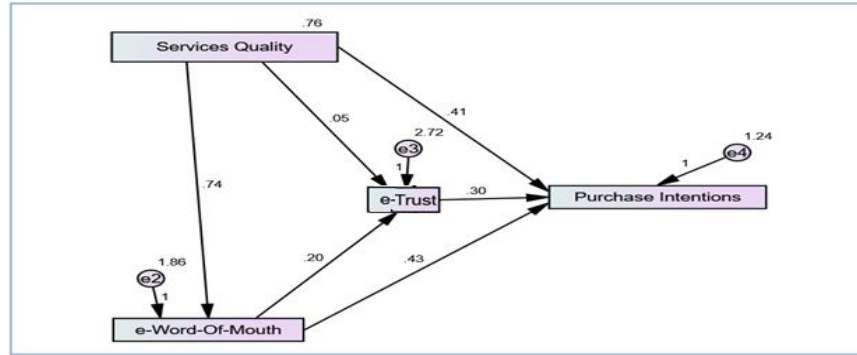 .76
Services Quality
.41
.05
2.72
e3
1
1.24
e4
1
.74
e-Trust
.30
Purchase Intentions
1.86
e2
1
.20
.43
e-Word-Of-Mouth